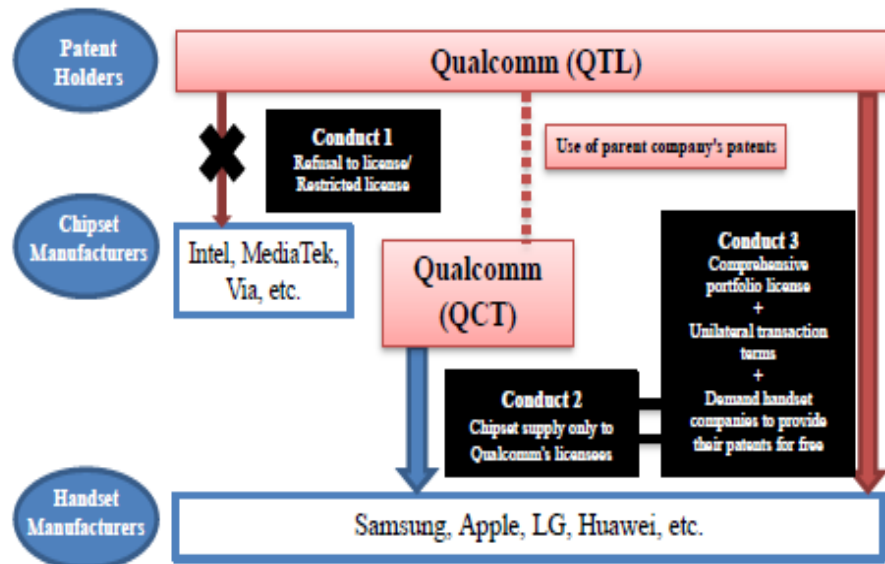 Patent
Holders
Qualcomm (QTL)
Conduct 1
Refusal to license/
Restricted license
Use of parent company's patents
Chipset
Manufacturers
Intel, MediaTek,
Via, etc.
Qualcomm
(QCT)
Conduct 3
Comprehensive
portfolio license
+
Unilateral transaction
terms
+
Demand handset
companies to provide
their patents for free
Conduct 2
Chipset supply only to
Qualcomm's licensees
Handset
Manufacturers
Samsung, Apple, LG, Huawei, etc.